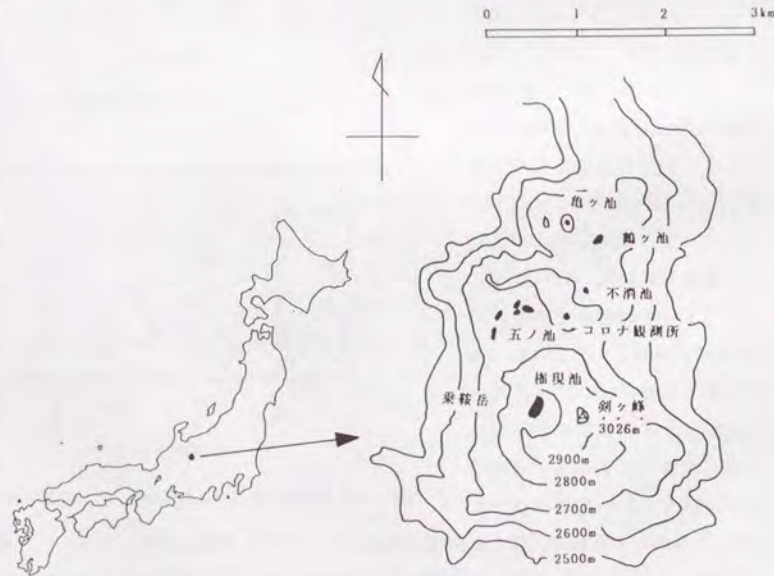 0 1 2 3km
亀ヶ池
鶴ヶ池
不消池
五ノ池
コロナ観測所
権現池
乗鞍岳
剣ヶ峰
3026m
2900m
2800m
2700m
2600m
2500m